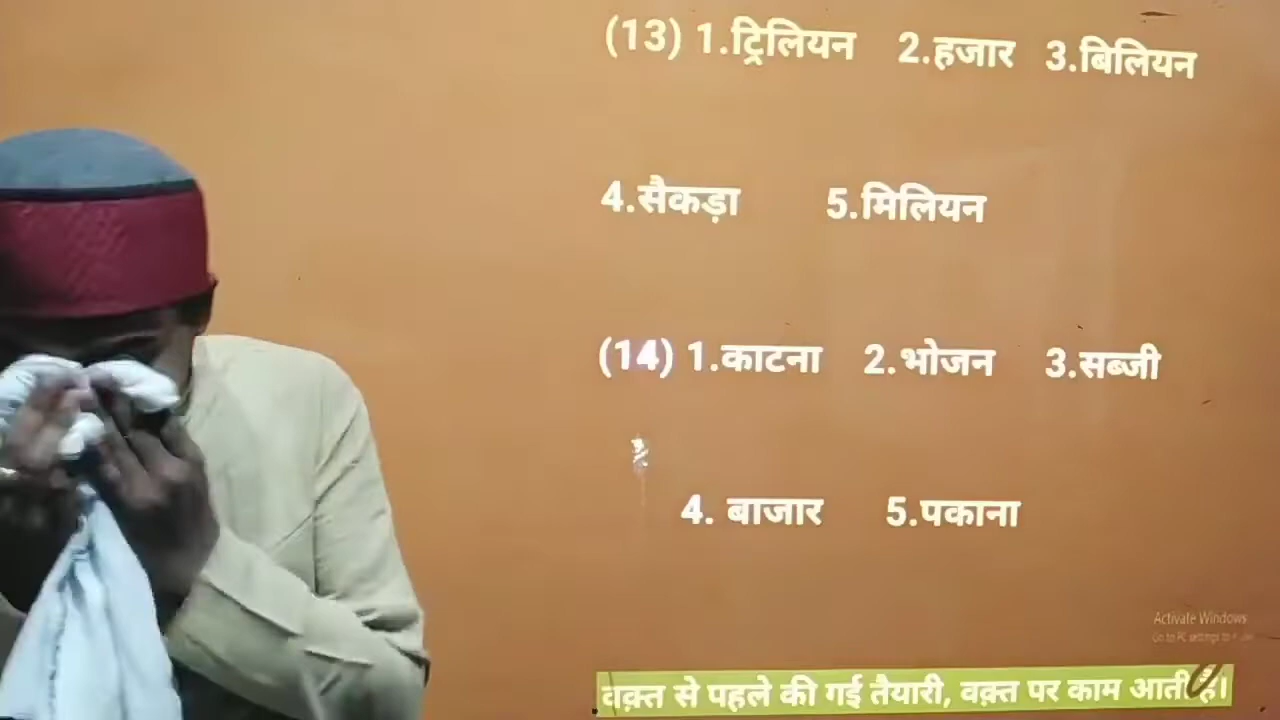 (13) 1.ट्रिलियन 2.हजार 3.बिलियन
4.सैकड़ा 5.मिलियन
(14) 1.काटना 2.भोजन 3.सब्जी
4. बाजार 5.पकाना
Activate Windows
वक़्त से पहले की गई तैयारी, वक़्त पर काम आती है।